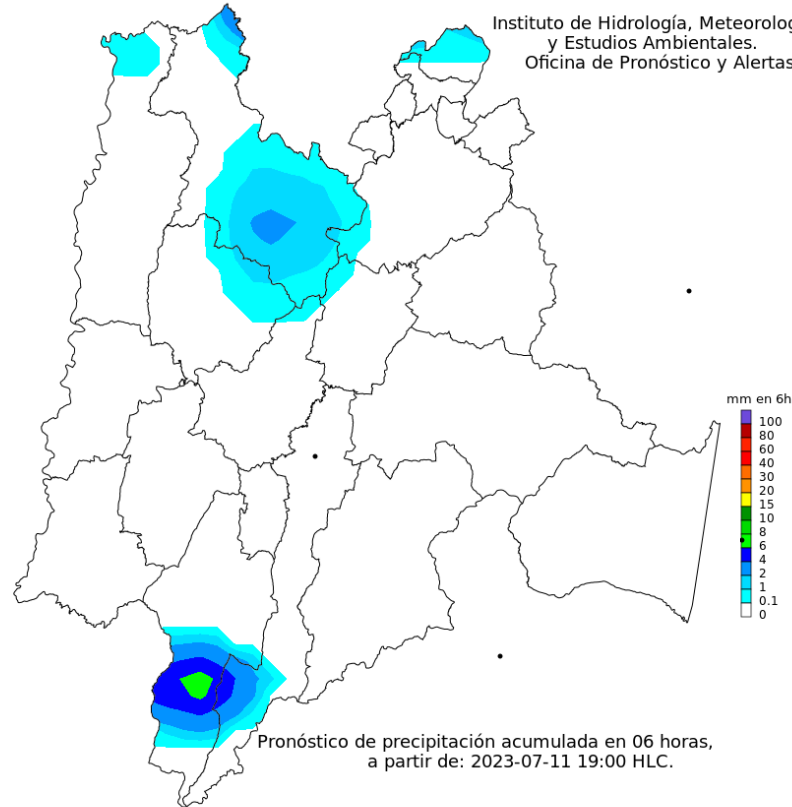 Instituto de Hidrología, Meteorolog
y Estudios Ambientales.
Oficina de Pronóstico y Alertas
mm en 6h
100
80
60
40
30
20
15
10
8
6
4
2
1
0.1
0
Pronóstico de precipitación acumulada en 06 horas,
a partir de: 2023-07-11 19:00 HLC.